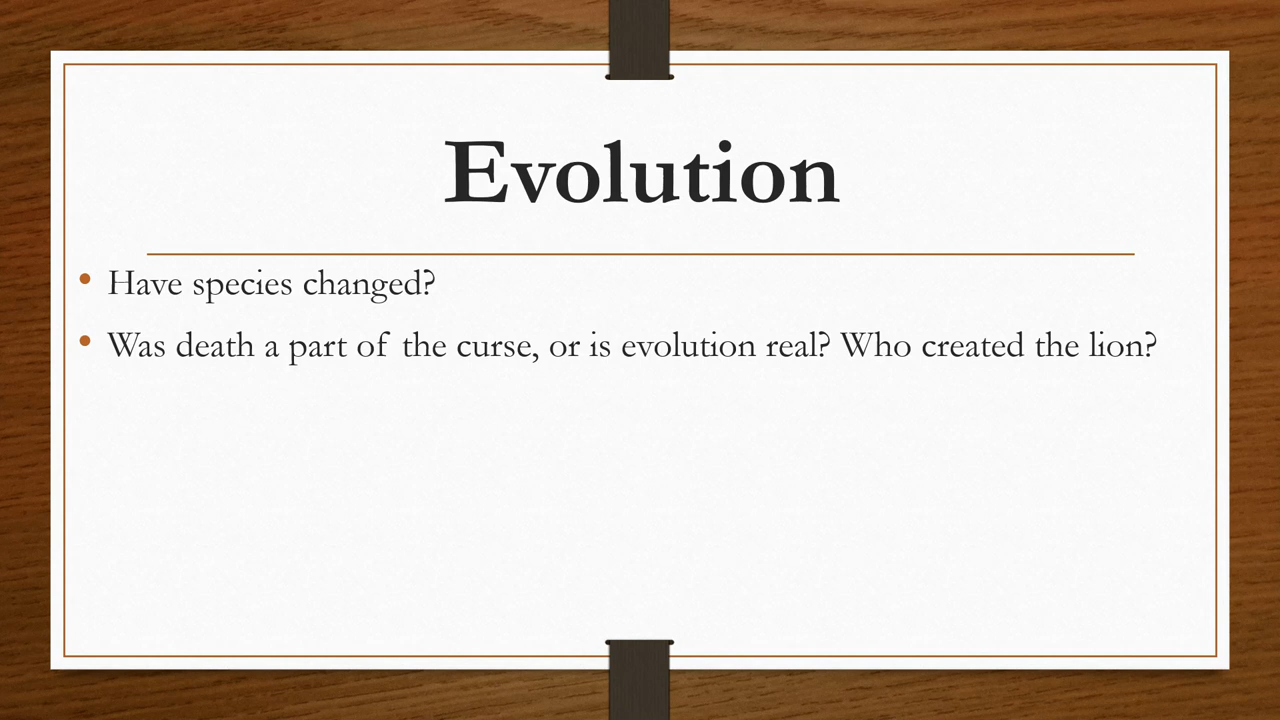 Evolution
• Have species changed?
• Was death a part of the curse, or is evolution real? Who created the lion?